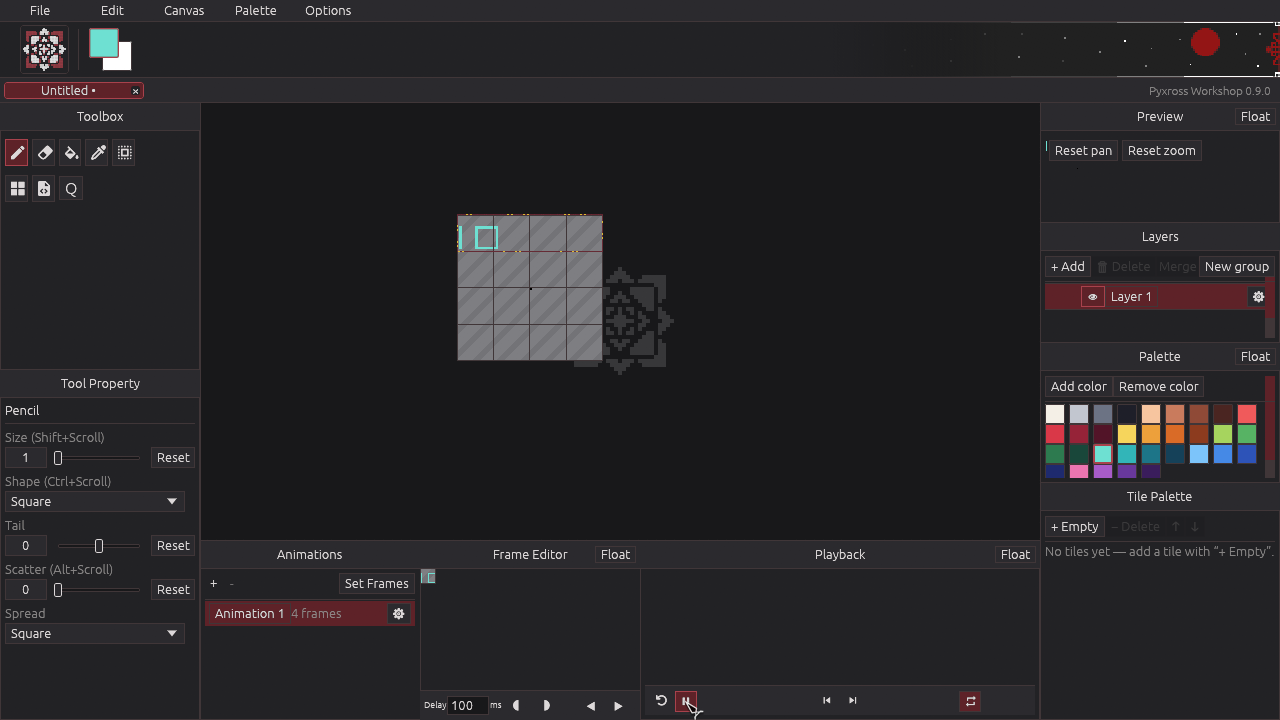 File Edit Canvas Palette Options
Untitled •
Pyxross Workshop 0.9.0
Toolbox
Q
Tool Property
Pencil
Size (Shift+Scroll)
1 Reset
Shape (Ctrl+Scroll)
Square
Tail
0 Reset
Scatter (Alt+Scroll)
0 Reset
Spread
Square
Animations
+ - Set Frames
Animation 1 4 frames
Frame Editor Float
Delay 100 ms
Playback Float
Preview Float
Reset pan Reset zoom
Layers
+ Add Delete Merge New group
Layer 1
Palette Float
Add color Remove color
Tile Palette
+ Empty − Delete ↑ ↓
No tiles yet — add a tile with “+ Empty”.